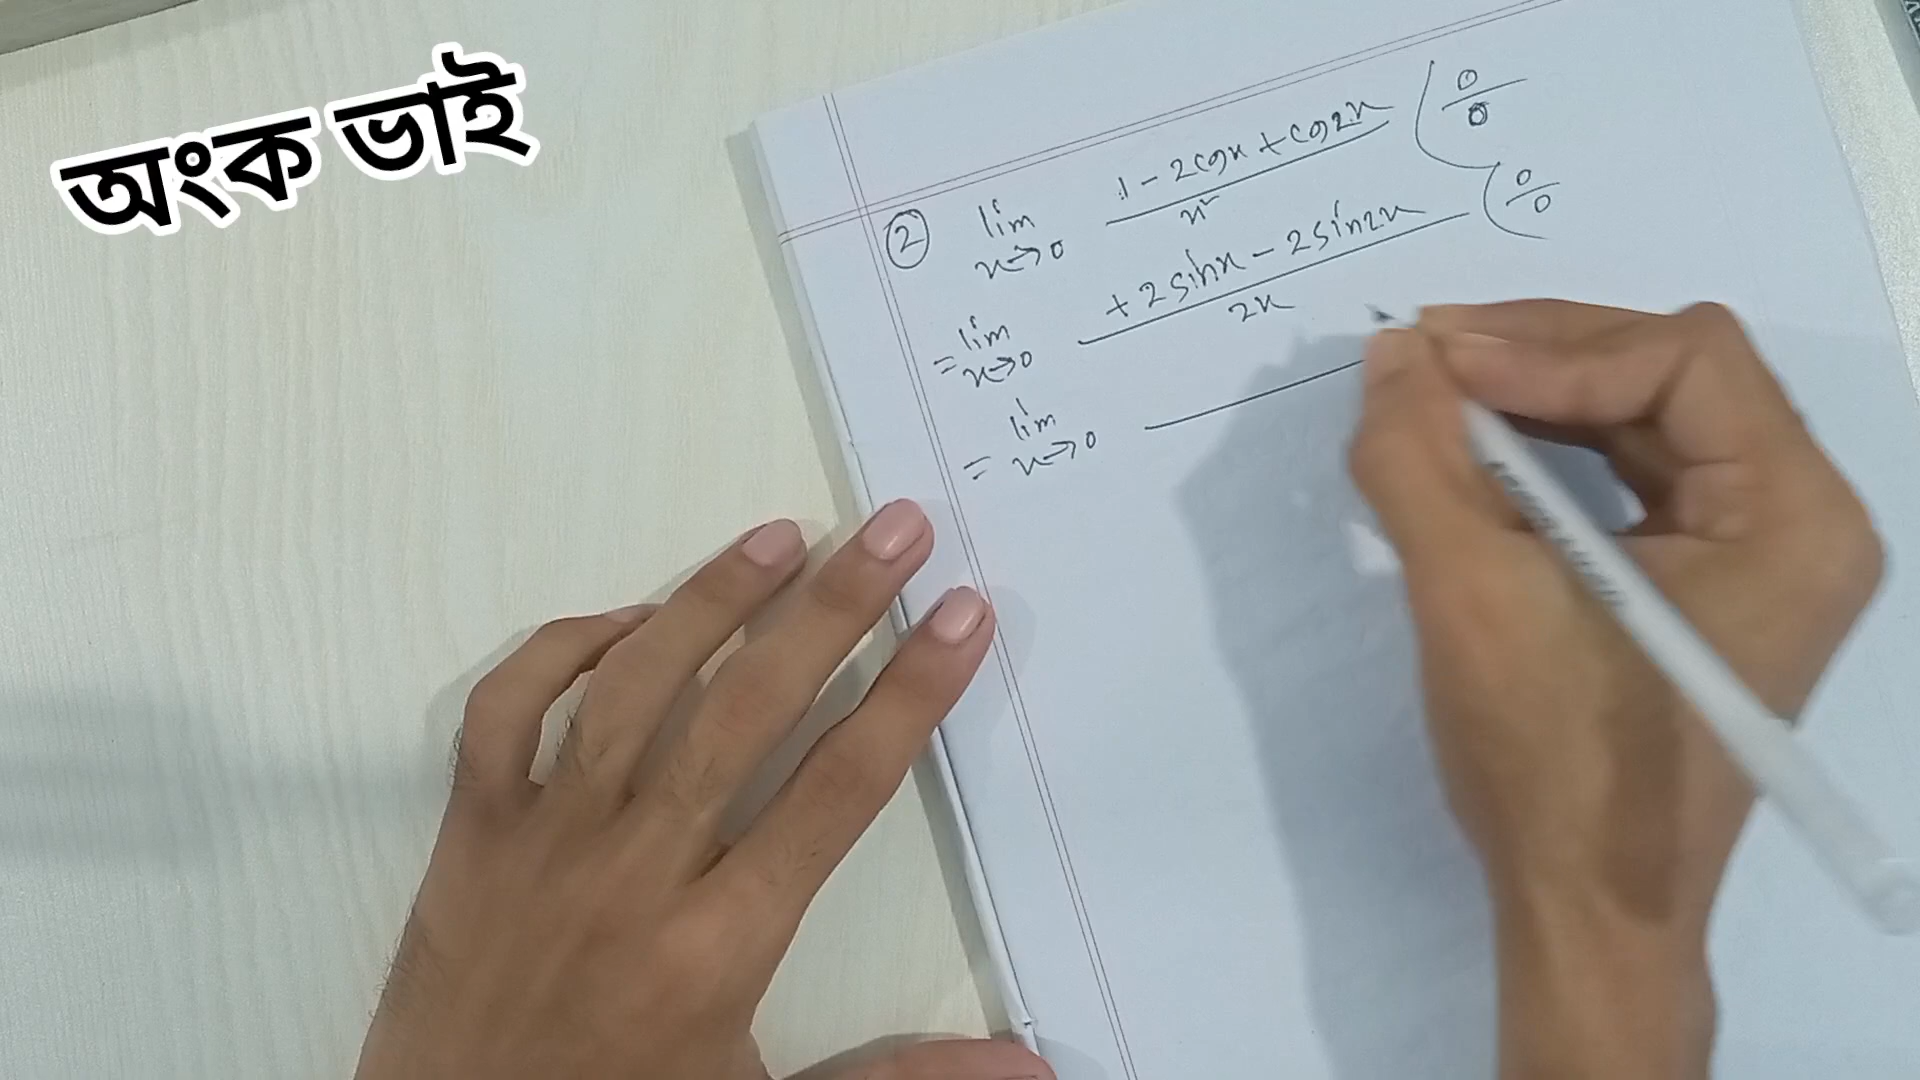 অংক ভাই
② lim x→0 (1 - 2cosx + cos2x)/x² (0/0
= lim x→0 (+2sinx - 2sin2x)/2x (0/0
= lim x→0